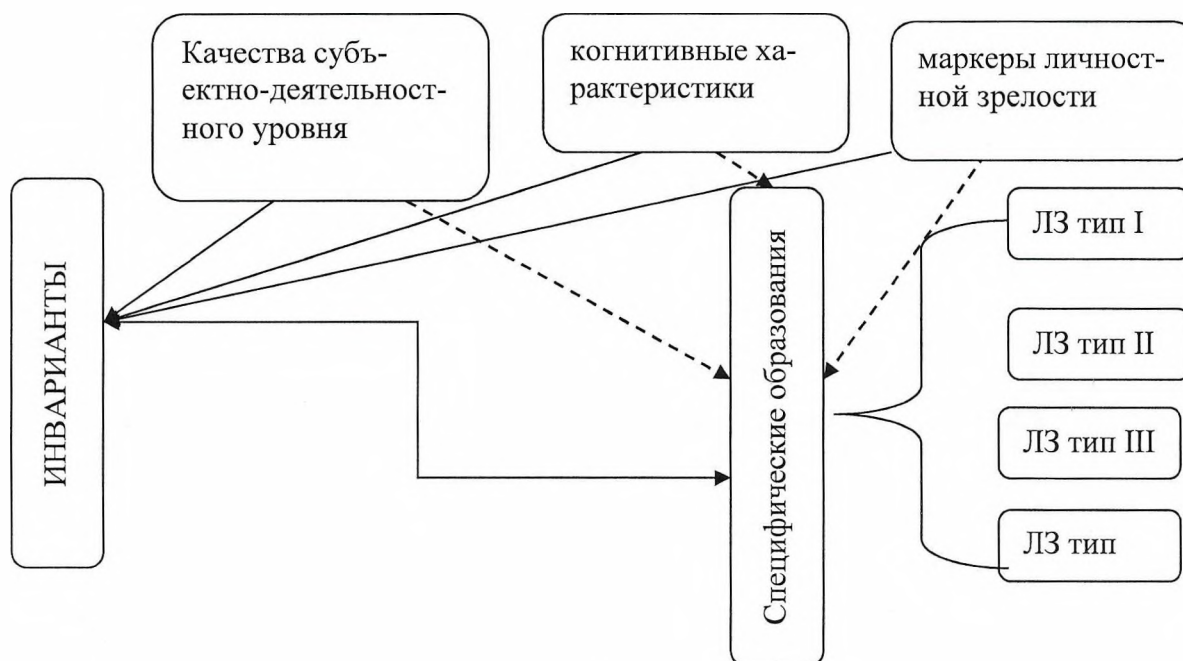 Качества субъ-
ектно-деятельност-
ного уровня
когнитивные ха-
рактеристики
маркеры личност-
ной зрелости
ИНВАРИАНТЫ
Специфические образования
ЛЗ тип I
ЛЗ тип II
ЛЗ тип III
ЛЗ тип